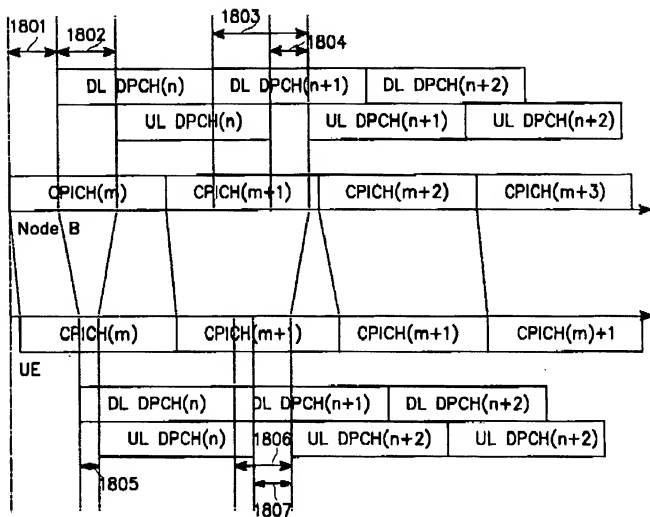 1801 1802 1803
1804
DL DPCH(n) DL DPCH(n+1) DL DPCH(n+2)
UL DPCH(n) UL DPCH(n+1) UL DPCH(n+2)
CPICH(m) CPICH(m+1) CPICH(m+2) CPICH(m+3)
Node B
CPICH(m) CPICH(m+1) CPICH(m+1) CPICH(m)+1
UE
DL DPCH(n) DL DPCH(n+1) DL DPCH(n+2)
UL DPCH(n) UL DPCH(n+2) UL DPCH(n+2)
1806
1805
1807